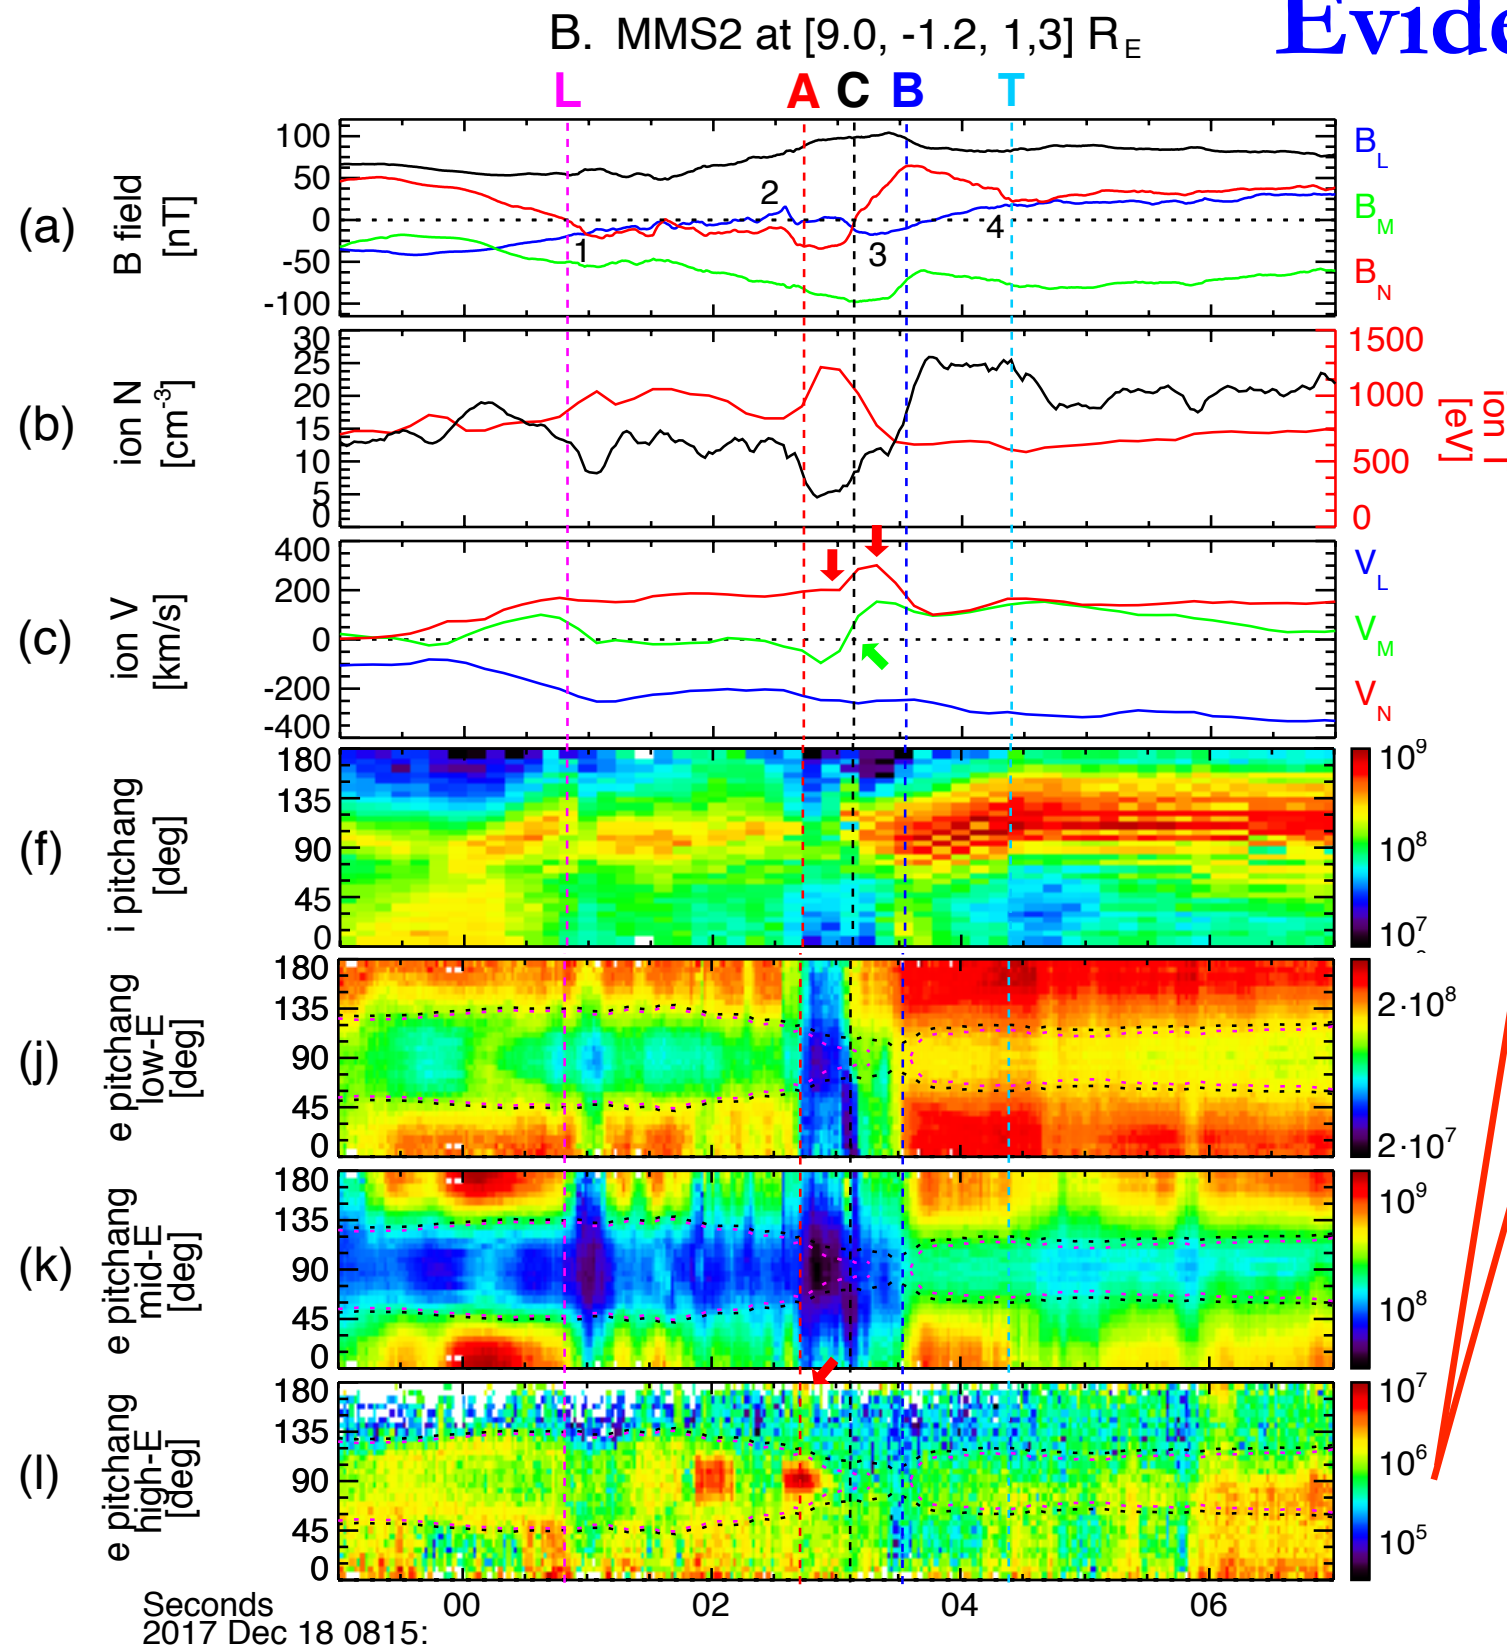 B. MMS2 at [9.0, -1.2, 1,3] R_E
Evide
L A C B T
(a)
B field
[nT]
100
50
0
-50
-100
1
2
3
4
B_L
B_M
B_N
(b)
ion N
[cm^-3]
30
25
20
15
10
5
0
1500
1000
500
0
[eV]
(c)
ion V
[km/s]
400
200
0
-200
-400
V_L
V_M
V_N
(f)
i pitchang
[deg]
180
135
90
45
0
10^9
10^8
10^7
(j)
e pitchang
low-E
[deg]
180
135
90
45
0
2·10^8
2·10^7
(k)
e pitchang
mid-E
[deg]
180
135
90
45
0
10^9
10^8
(l)
e pitchang
high-E
[deg]
180
135
90
45
0
10^7
10^6
10^5
Seconds 00 02 04 06
2017 Dec 18 0815: